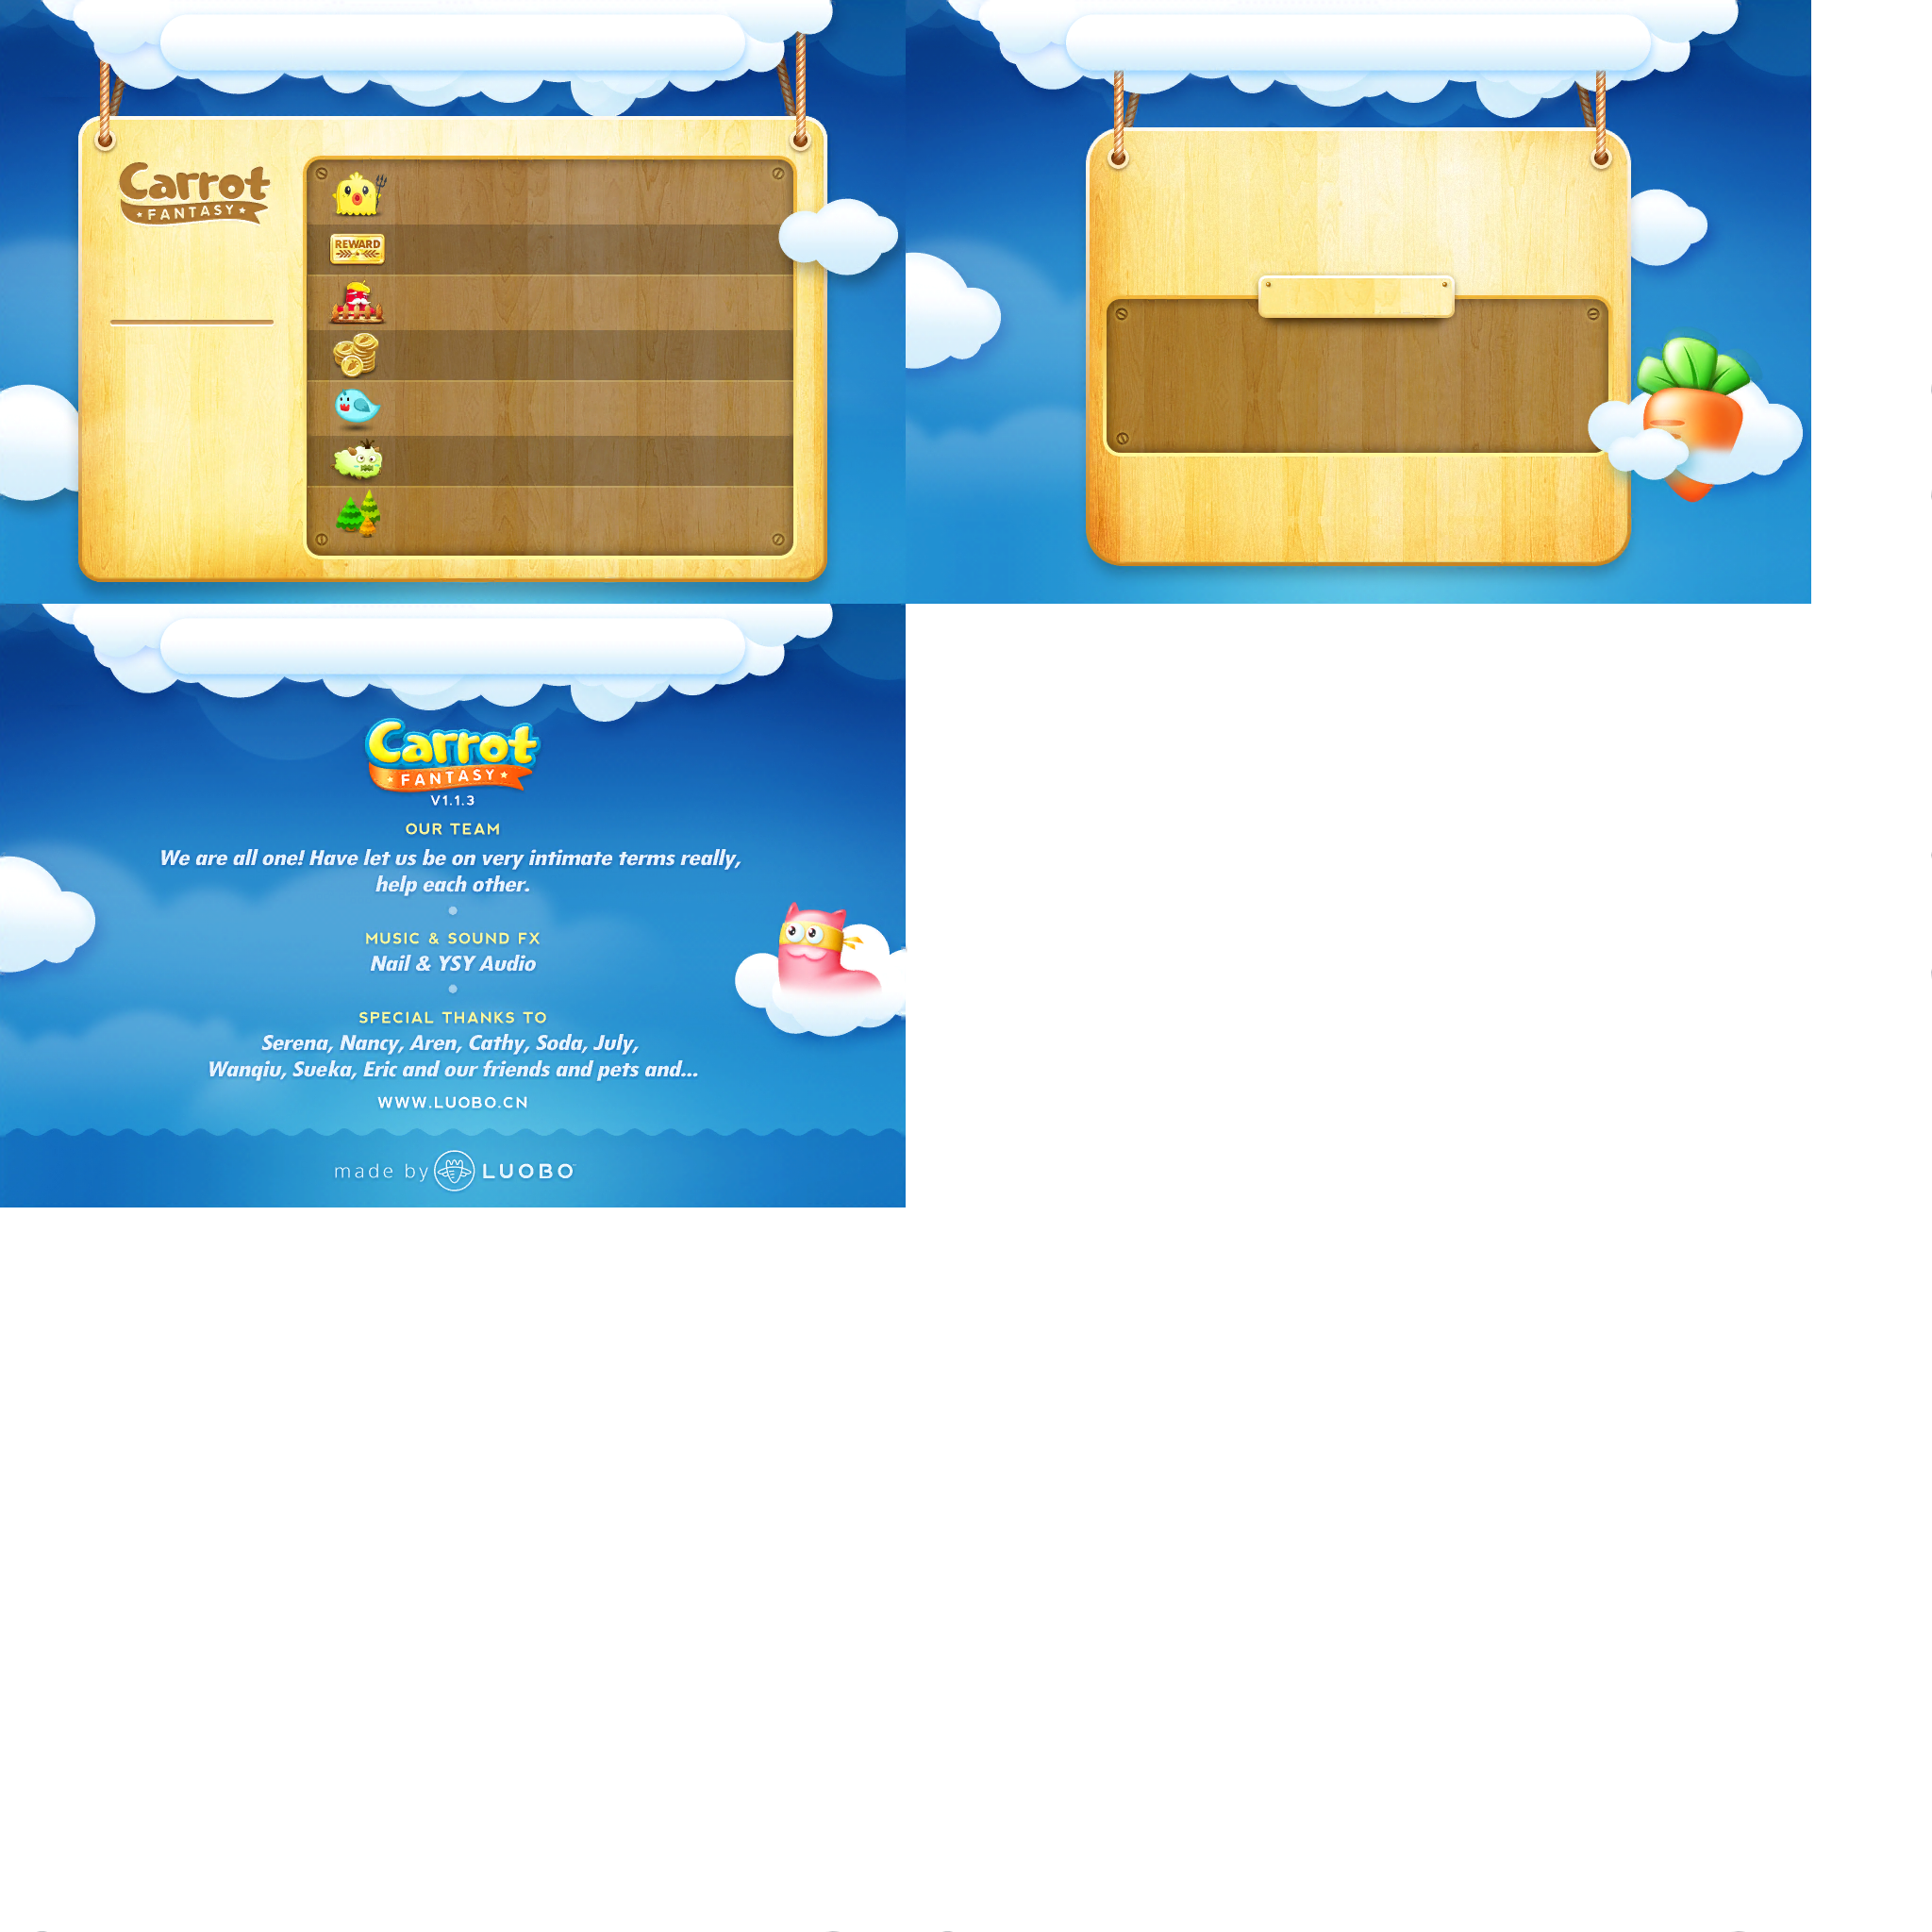 Carrot
FANTASY
REWARD
Carrot
FANTASY
V1.1.3
OUR TEAM
We are all one! Have let us be on very intimate terms really,
help each other.
MUSIC & SOUND FX
Nail & YSY Audio
SPECIAL THANKS TO
Serena, Nancy, Aren, Cathy, Soda, July,
Wanqiu, Sueka, Eric and our friends and pets and...
WWW.LUOBO.CN
made by LUOBO